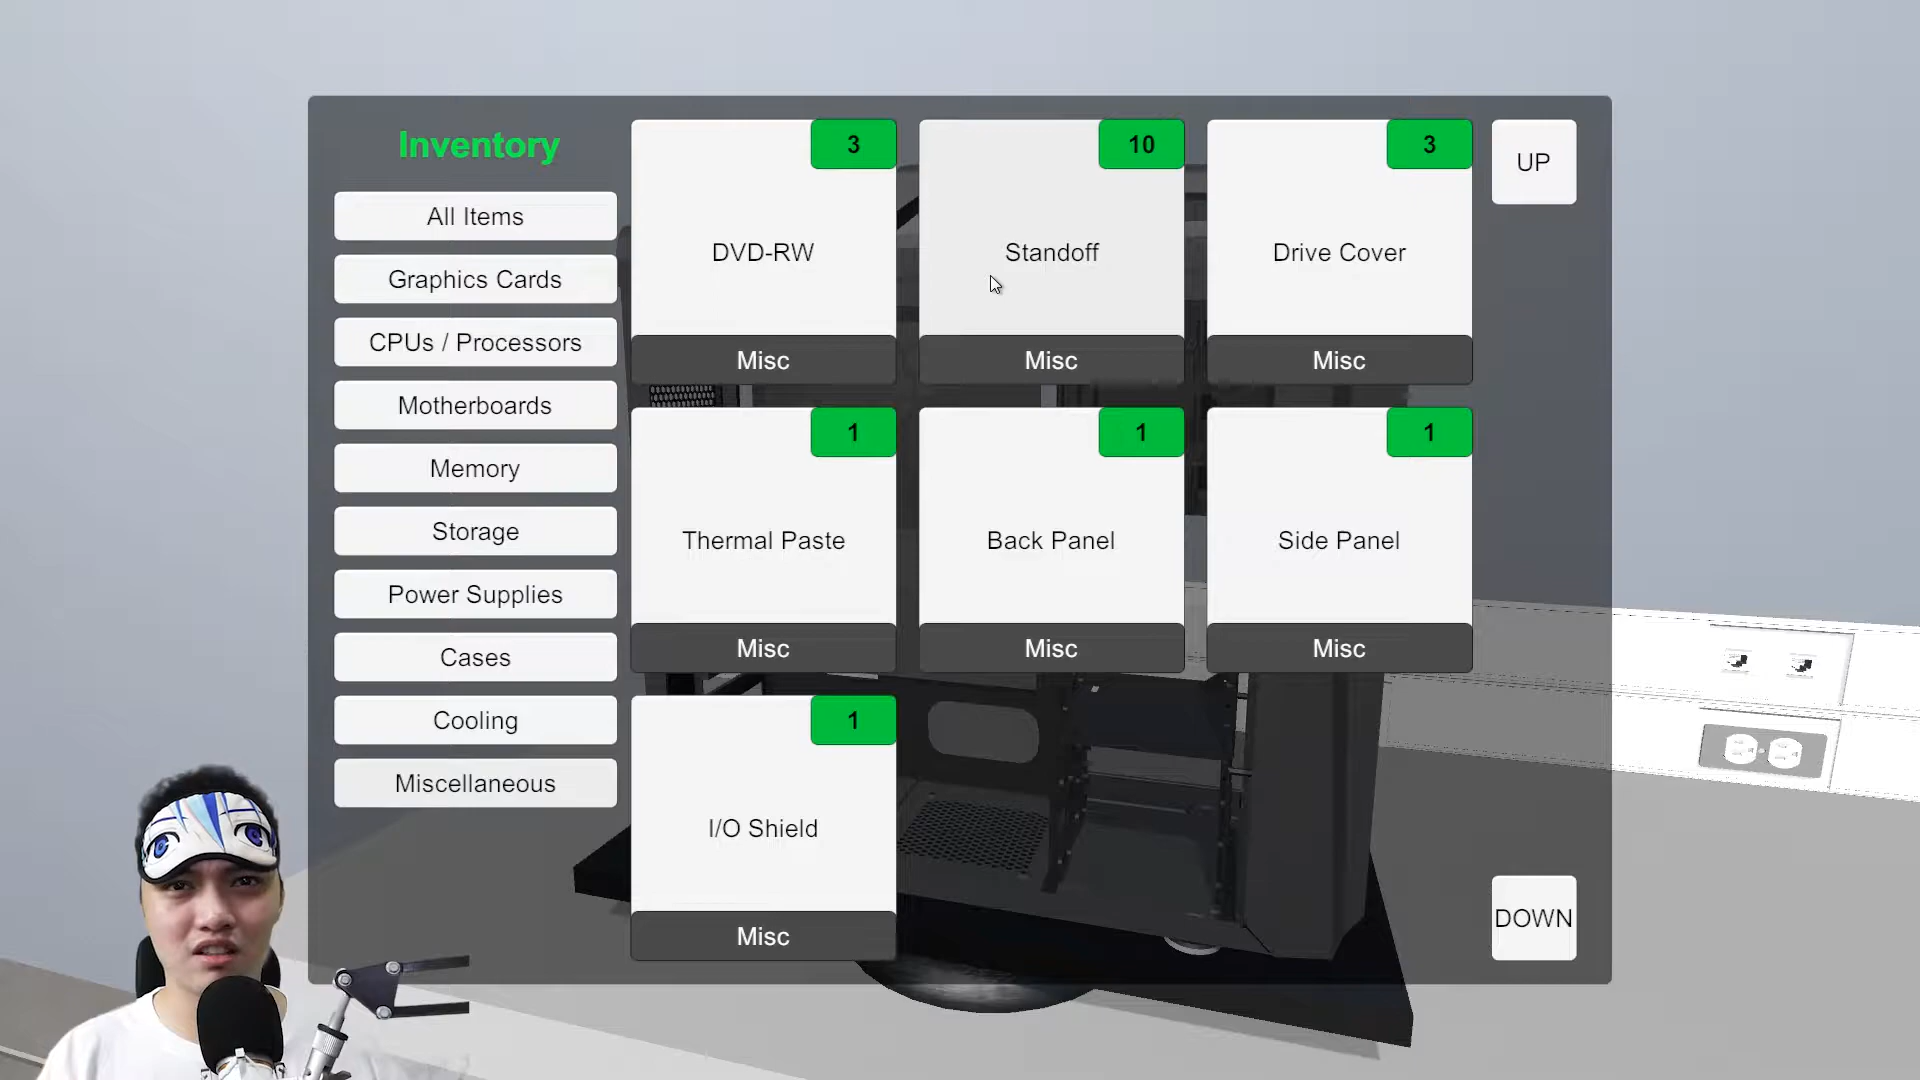 Inventory
All Items
Graphics Cards
CPUs / Processors
Motherboards
Memory
Storage
Power Supplies
Cases
Cooling
Miscellaneous
3
DVD-RW
Misc
10
Standoff
Misc
3
Drive Cover
Misc
1
Thermal Paste
Misc
1
Back Panel
Misc
1
Side Panel
Misc
1
I/O Shield
Misc
UP
DOWN